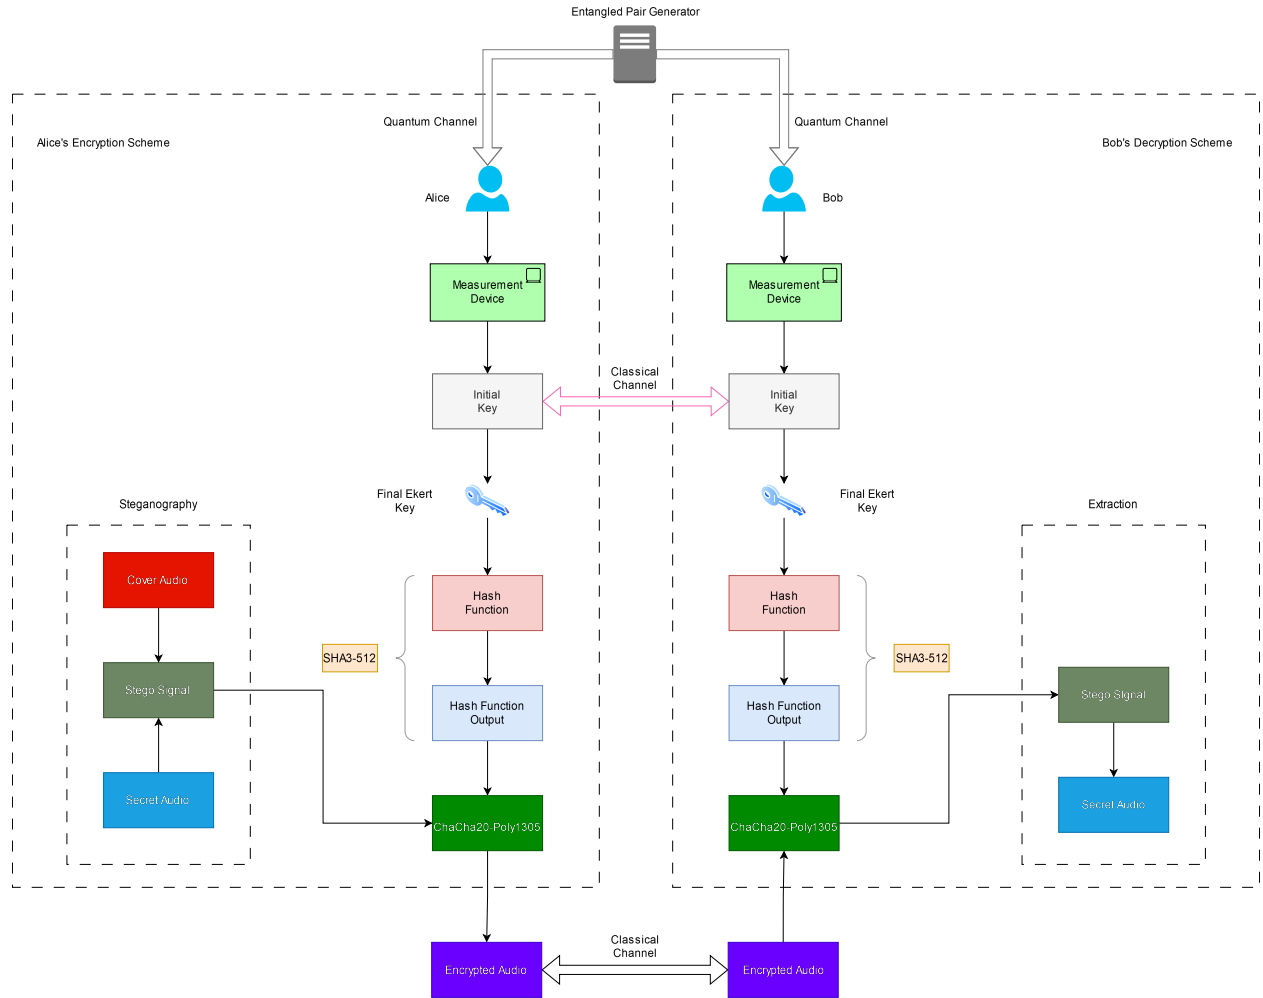 Entangled Pair Generator
Quantum Channel
Quantum Channel
Alice's Encryption Scheme
Bob's Decryption Scheme
Alice
Bob
Measurement
Device
Measurement
Device
Classical
Channel
Initial
Key
Initial
Key
Final Ekert
Key
Final Ekert
Key
Steganography
Extraction
Cover Audio
Hash
Function
Hash
Function
SHA3-512
SHA3-512
Stego Signal
Stego SIgnal
Hash Function
Output
Hash Function
Output
Secret Audio
Secret Audio
ChaCha20-Poly1305
ChaCha20-Poly1305
Classical
Channel
Encrypted Audio
Encrypted Audio